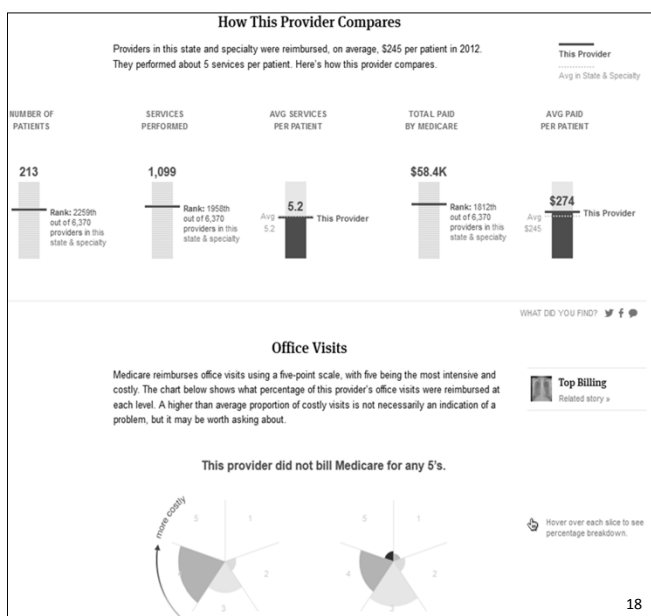 How This Provider Compares
Providers in this state and specialty were reimbursed, on average, $245 per patient in 2012.
They performed about 5 services per patient. Here's how this provider compares.
This Provider
Avg in State & Specialty
NUMBER OF
PATIENTS
213
Rank: 2259th
out of 6,370
providers in this
state & specialty
SERVICES
PERFORMED
1,099
Rank: 1958th
out of 6,370
providers in this
state & specialty
AVG SERVICES
PER PATIENT
5.2
Avg
5.2
This Provider
TOTAL PAID
BY MEDICARE
$58.4K
Rank: 1812th
out of 6,370
providers in this
state & specialty
AVG PAID
PER PATIENT
$274
Avg
$245
This Provider
WHAT DID YOU FIND?
Office Visits
Medicare reimburses office visits using a five-point scale, with five being the most intensive and
costly. The chart below shows what percentage of this provider's office visits were reimbursed at
each level. A higher than average proportion of costly visits is not necessarily an indication of a
problem, but it may be worth asking about.
Top Billing
Related story »
This provider did not bill Medicare for any 5's.
more costly
5
1
2
3
5
1
4
2
3
Hover over each slice to see
percentage breakdown.
18